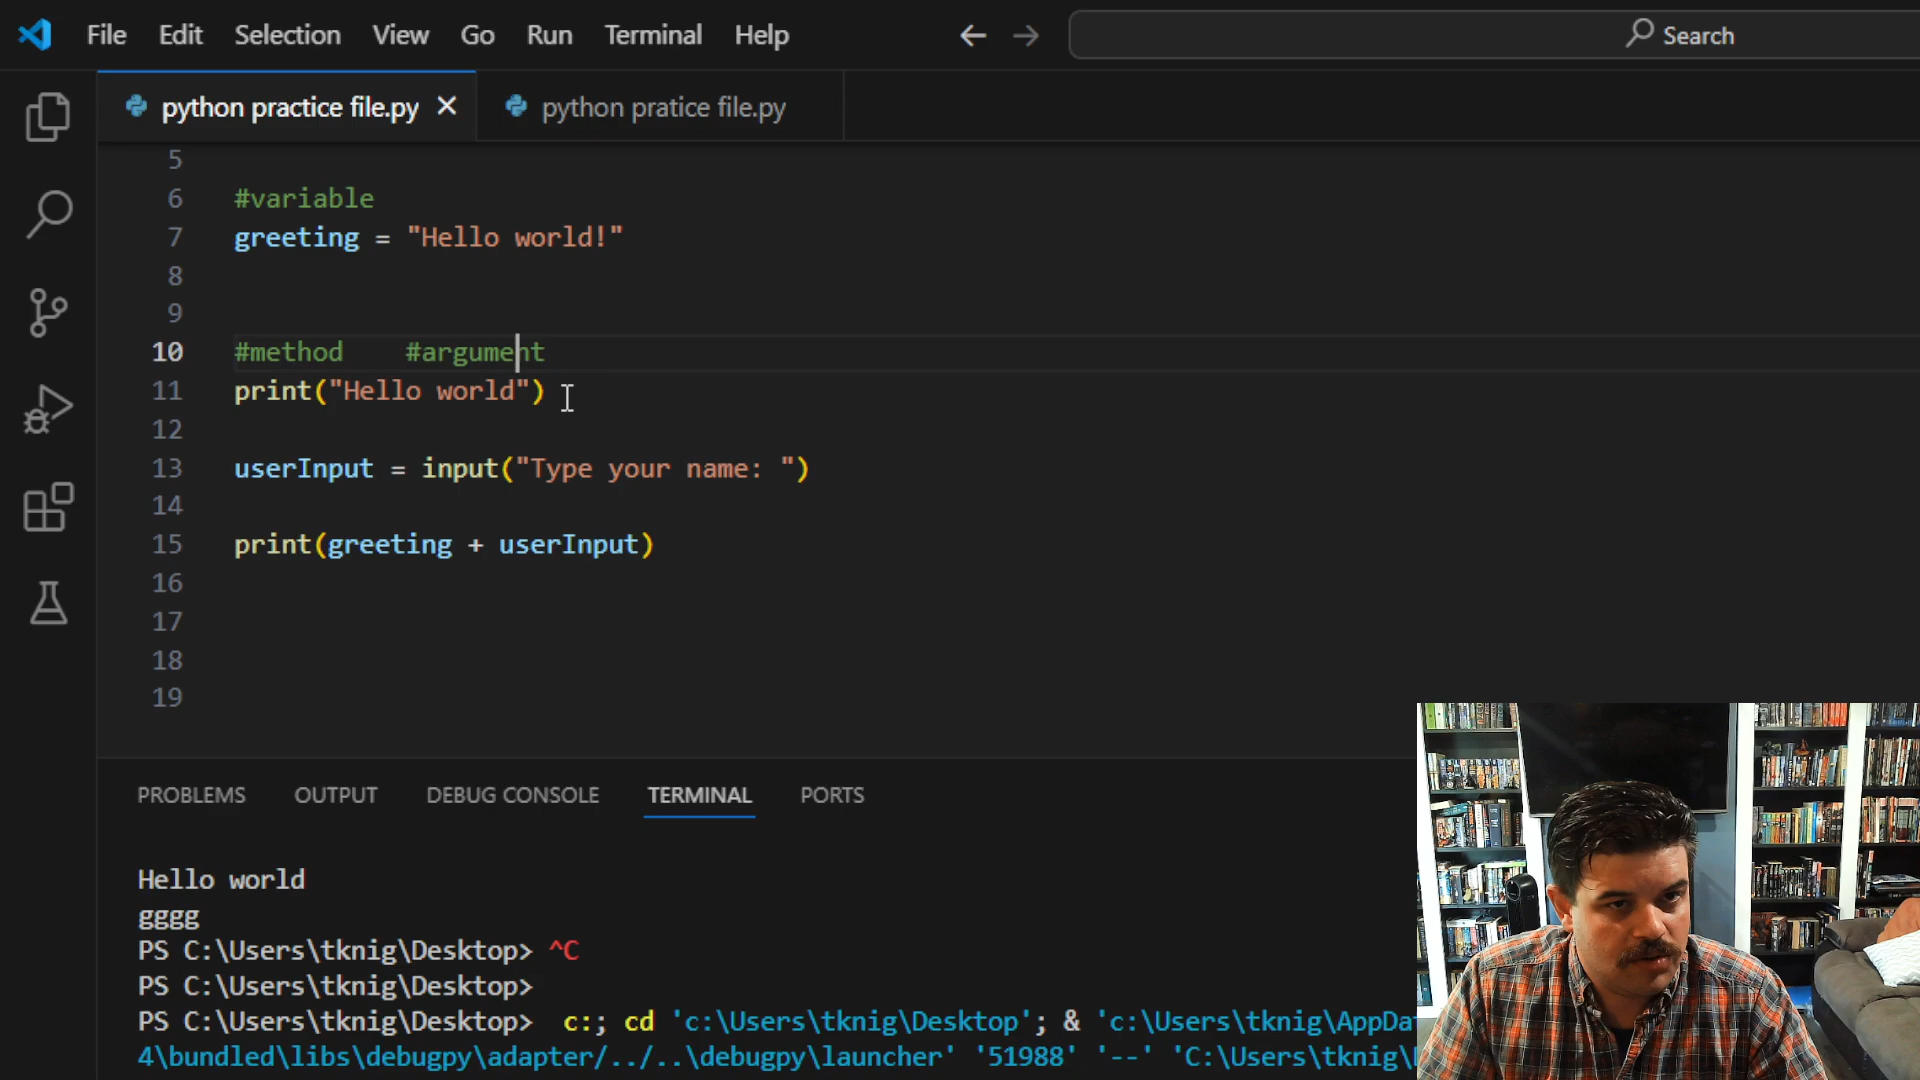 File Edit Selection View Go Run Terminal Help Search
python practice file.py python pratice file.py
5
6 #variable
7 greeting = "Hello world!"
8
9
10 #method #argument
11 print("Hello world")
12
13 userInput = input("Type your name: ")
14
15 print(greeting + userInput)
16
17
18
19
PROBLEMS OUTPUT DEBUG CONSOLE TERMINAL PORTS
Hello world
gggg
PS C:\Users\tknig\Desktop> ^C
PS C:\Users\tknig\Desktop>
PS C:\Users\tknig\Desktop> c:; cd 'c:\Users\tknig\Desktop'; & 'c:\Users\tknig\AppDa
4\bundled\libs\debugpy\adapter/../..\debugpy\launcher' '51988' '--' 'C:\Users\tknig\